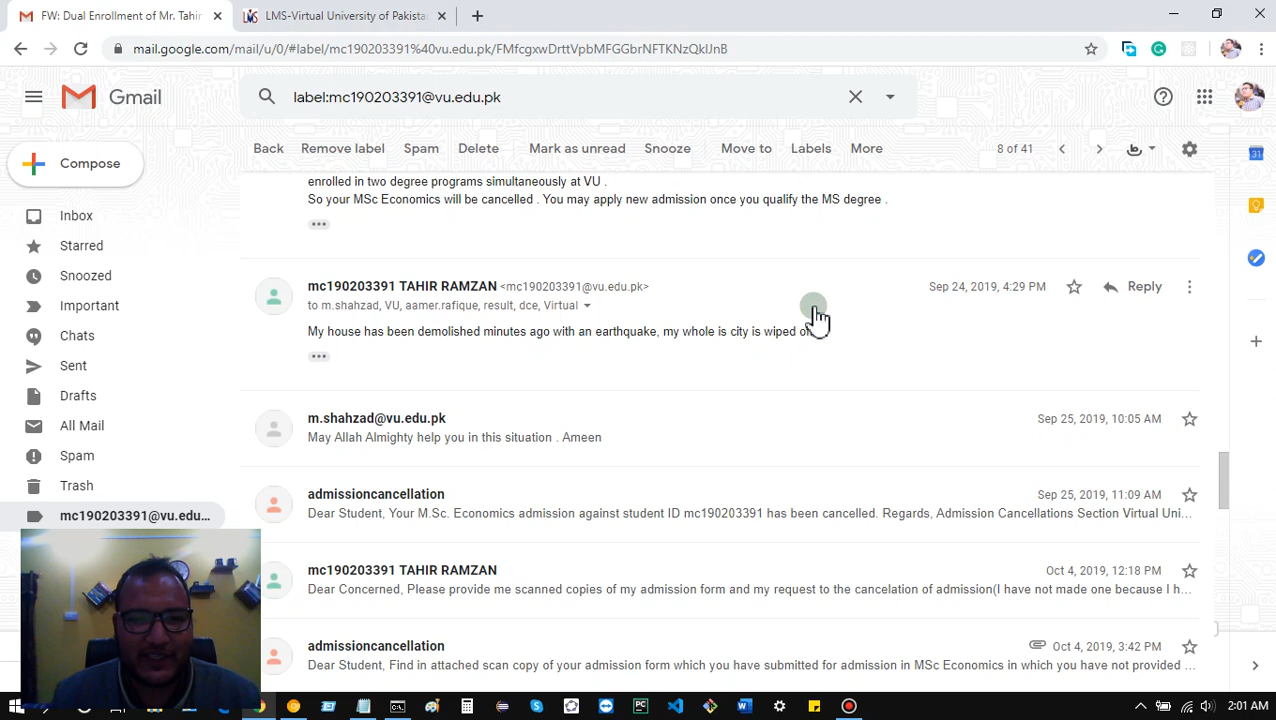 FW: Dual Enrollment of Mr. Tahir
LMS-Virtual University of Pakista
mail.google.com/mail/u/0/#label/mc190203391%40vu.edu.pk/FMfcgxwDrttVpbMFGGbrNFTKNzQkIJnB
Gmail
label:mc190203391@vu.edu.pk
Compose
Back Remove label Spam Delete Mark as unread Snooze Move to Labels More 8 of 41
Inbox
Starred
Snoozed
Important
Chats
Sent
Drafts
All Mail
Spam
Trash
mc190203391@vu.edu...
enrolled in two degree programs simultaneously at VU .
So your MSc Economics will be cancelled . You may apply new admission once you qualify the MS degree .
mc190203391 TAHIR RAMZAN <mc190203391@vu.edu.pk> Sep 24, 2019, 4:29 PM Reply
to m.shahzad, VU, aamer.rafique, result, dce, Virtual
My house has been demolished minutes ago with an earthquake, my whole is city is wiped
m.shahzad@vu.edu.pk Sep 25, 2019, 10:05 AM
May Allah Almighty help you in this situation . Ameen
admissioncancellation Sep 25, 2019, 11:09 AM
Dear Student, Your M.Sc. Economics admission against student ID mc190203391 has been cancelled. Regards, Admission Cancellations Section Virtual Uni...
mc190203391 TAHIR RAMZAN Oct 4, 2019, 12:18 PM
Dear Concerned, Please provide me scanned copies of my admission form and my request to the cancelation of admission(I have not made one because I h...
admissioncancellation Oct 4, 2019, 3:42 PM
Dear Student, Find in attached scan copy of your admission form which you have submitted for admission in MSc Economics in which you have not provided ...
31
2:01 AM